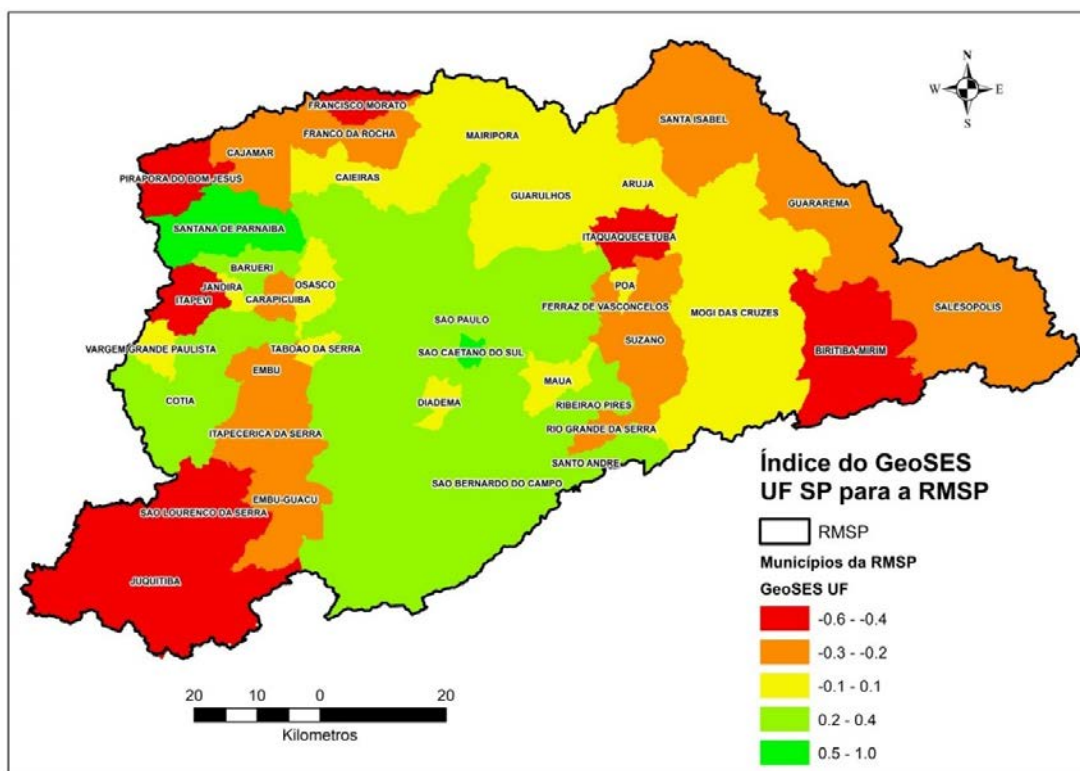 N
W E
S
FRANCISCO MORATO
FRANCO DA ROCHA
MAIRIPORA
SANTA ISABEL
CAJAMAR
PIRAPORA DO BOM JESUS
CAIEIRAS
ARUJA
GUARULHOS
GUARAREMA
SANTANA DE PARNAIBA
ITAQUAQUECETUBA
BARUERI
JANDIRA
OSASCO
POA
ITAPEVI
CARAPICUIBA
FERRAZ DE VASCONCELOS
SALESOPOLIS
MOGI DAS CRUZES
SAO PAULO
SUZANO
VARGEM GRANDE PAULISTA
TABOAO DA SERRA
SAO CAETANO DO SUL
BIRITIBA-MIRIM
EMBU
MAUA
COTIA
DIADEMA
RIBEIRAO PIRES
ITAPECERICA DA SERRA
RIO GRANDE DA SERRA
SANTO ANDRE
SAO BERNARDO DO CAMPO
EMBU-GUACU
SAO LOURENCO DA SERRA
JUQUITIBA
Índice do GeoSES
UF SP para a RMSP
RMSP
Municípios da RMSP
GeoSES UF
-0.6 - -0.4
-0.3 - -0.2
-0.1 - 0.1
0.2 - 0.4
0.5 - 1.0
20 10 0 20
Kilometros